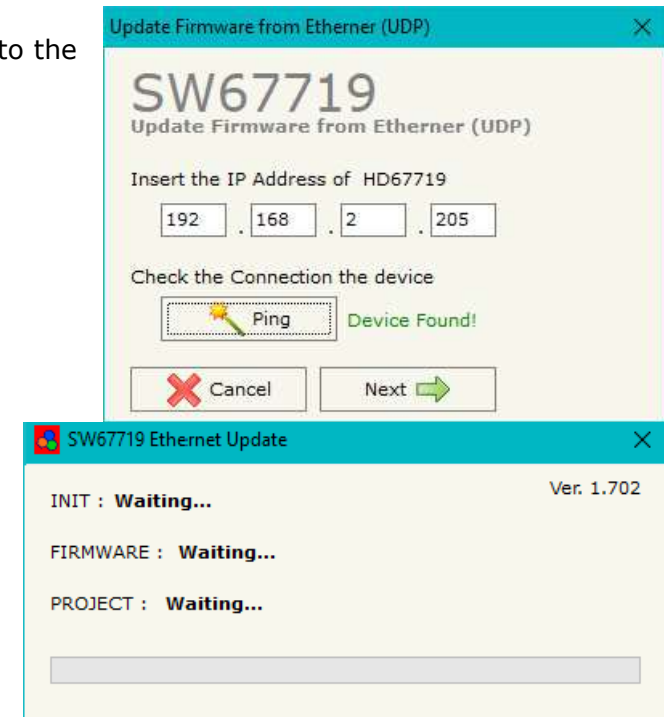 to the
Update Firmware from Etherner (UDP)
SW67719
Update Firmware from Etherner (UDP)
Insert the IP Address of HD67719
192 . 168 . 2 . 205
Check the Connection the device
Ping Device Found!
Cancel Next
SW67719 Ethernet Update
Ver. 1.702
INIT : Waiting...
FIRMWARE : Waiting...
PROJECT : Waiting...